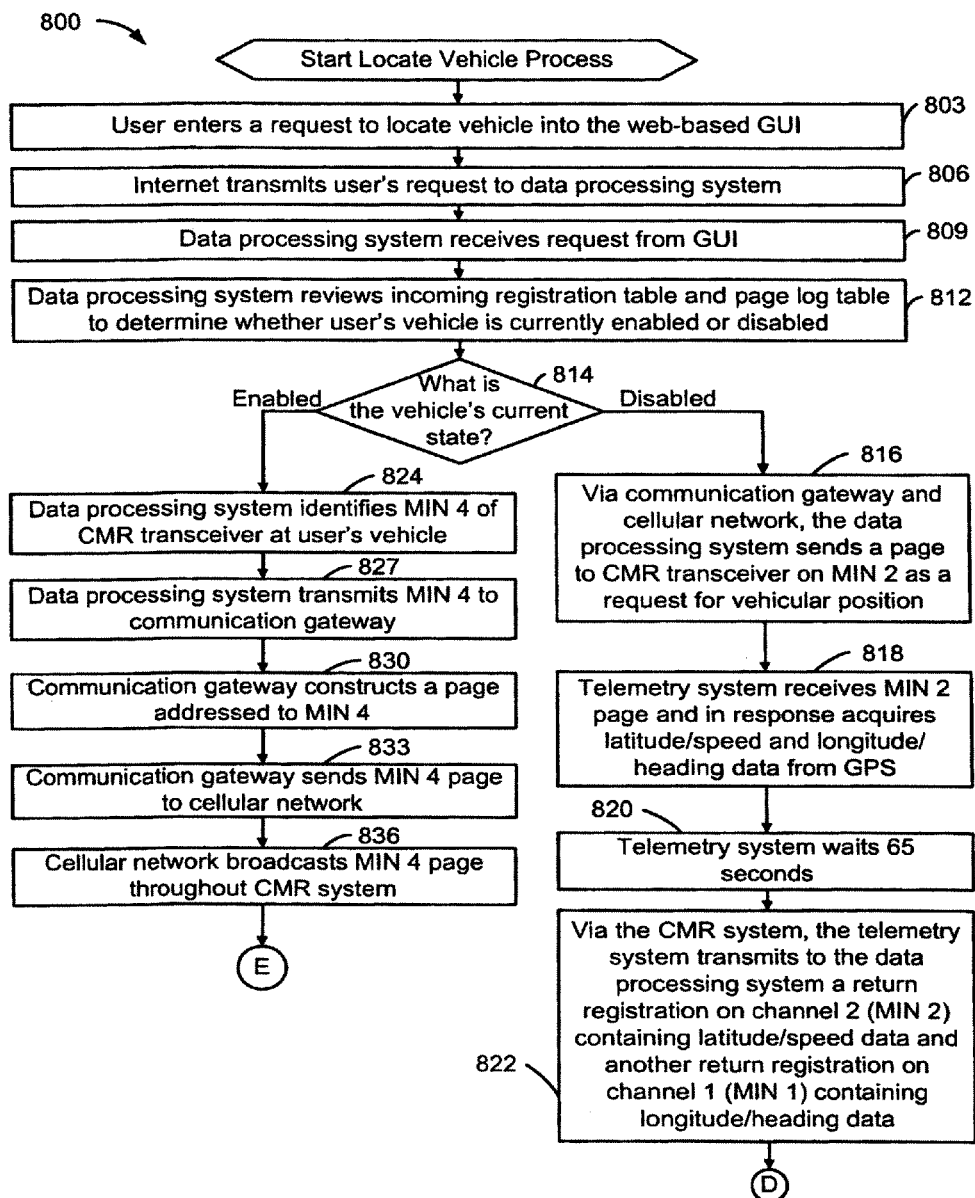 800
Start Locate Vehicle Process
803
User enters a request to locate vehicle into the web-based GUI
806
Internet transmits user's request to data processing system
809
Data processing system receives request from GUI
812
Data processing system reviews incoming registration table and page log table
to determine whether user's vehicle is currently enabled or disabled
814
What is
the vehicle's current
state?
Enabled
Disabled
824
Data processing system identifies MIN 4 of
CMR transceiver at user's vehicle
827
Data processing system transmits MIN 4 to
communication gateway
830
Communication gateway constructs a page
addressed to MIN 4
833
Communication gateway sends MIN 4 page
to cellular network
836
Cellular network broadcasts MIN 4 page
throughout CMR system
E
816
Via communication gateway and
cellular network, the data
processing system sends a page
to CMR transceiver on MIN 2 as a
request for vehicular position
818
Telemetry system receives MIN 2
page and in response acquires
latitude/speed and longitude/
heading data from GPS
820
Telemetry system waits 65
seconds
Via the CMR system, the telemetry
system transmits to the data
processing system a return
registration on channel 2 (MIN 2)
containing latitude/speed data and
another return registration on
channel 1 (MIN 1) containing
longitude/heading data
822
D